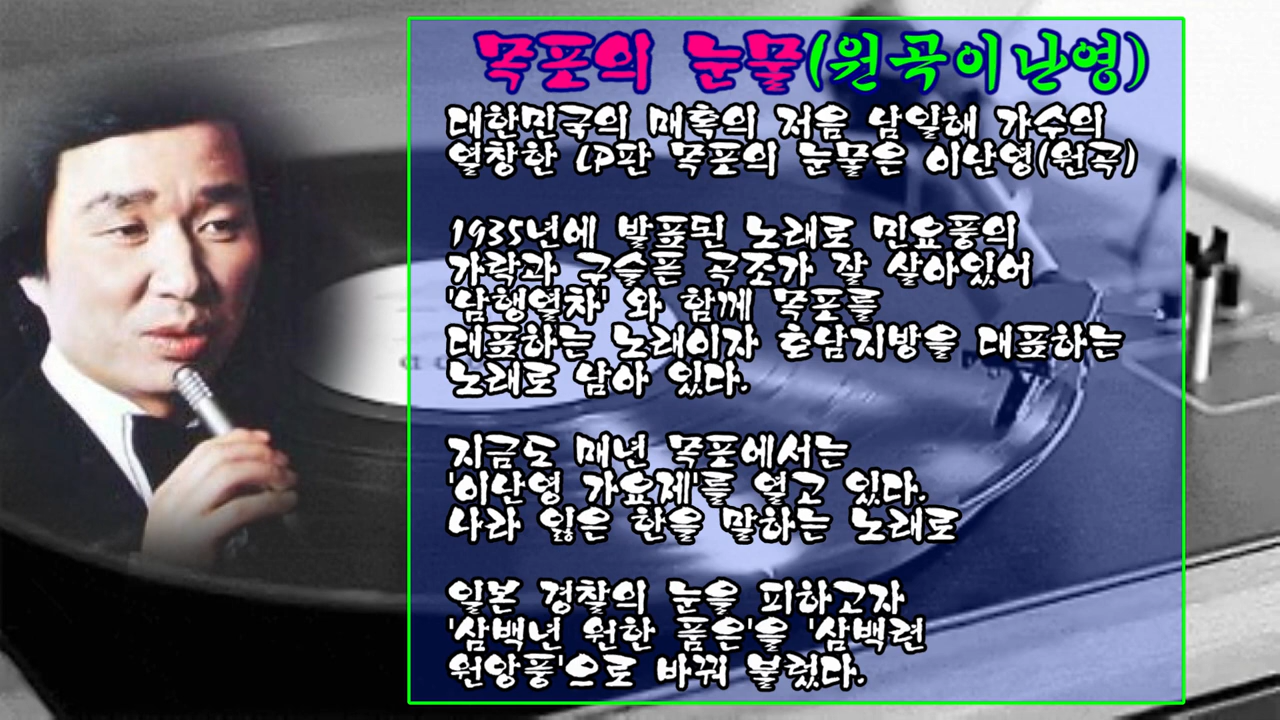 목포의 눈물(원곡이난영)
대한민국의 매혹의 저음 남일해 가수의
열창한 LP판 목포의 눈물은 이난영(원곡)
1935년에 발표된 노래로 민요풍의
가락과 구슬픈 곡조가 잘 살아있어
'남행열차' 와 함께 목포를
대표하는 노래이자 호남지방을 대표하는
노래로 남아 있다.
지금도 매년 목포에서는
'이난영 가요제'를 열고 있다.
나라 잃은 한을 말하는 노래로
일본 경찰의 눈을 피하고자
'삼백년 원한 품은'을 '삼백련
원앙풍'으로 바꿔 불렀다.